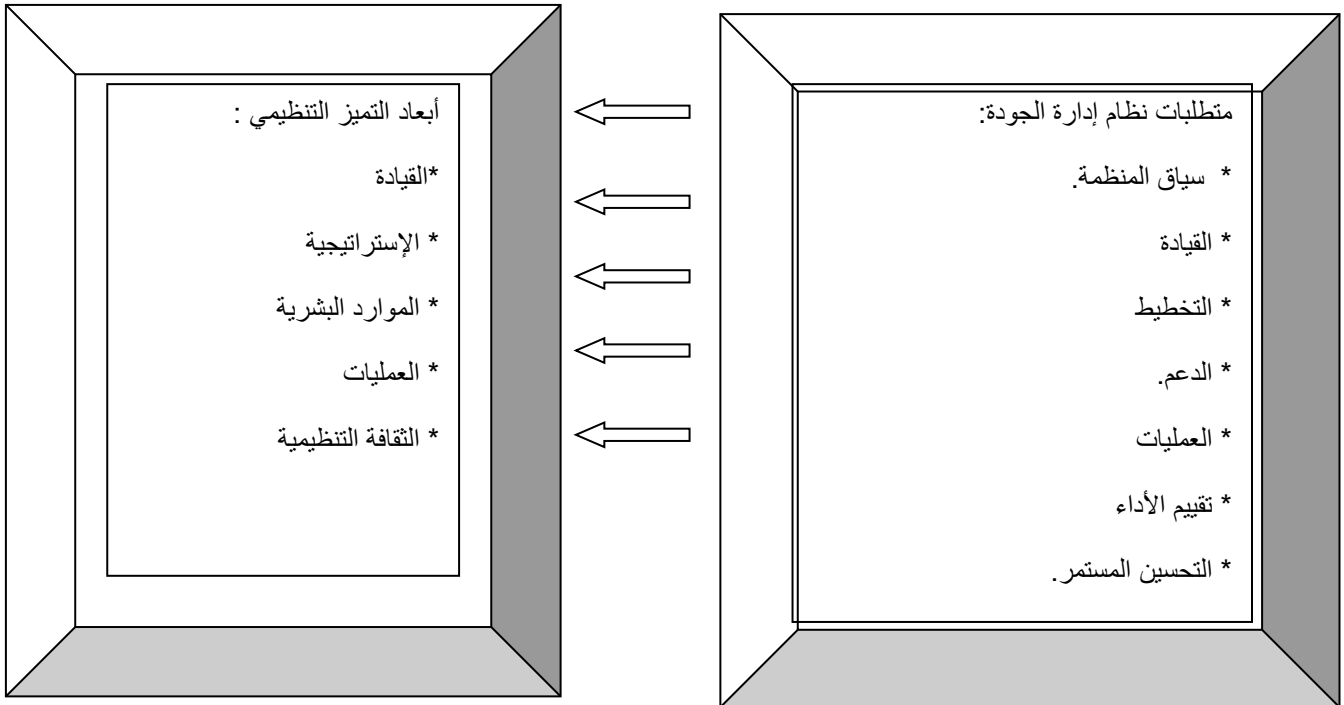 متطلبات نظام إدارة الجودة:
* سياق المنظمة.
* القيادة
* التخطيط
* الدعم.
* العمليات
* تقييم الأداء
* التحسين المستمر.
أبعاد التميز التنظيمي :
*القيادة
* الإستراتيجية
* الموارد البشرية
* العمليات
* الثقافة التنظيمية